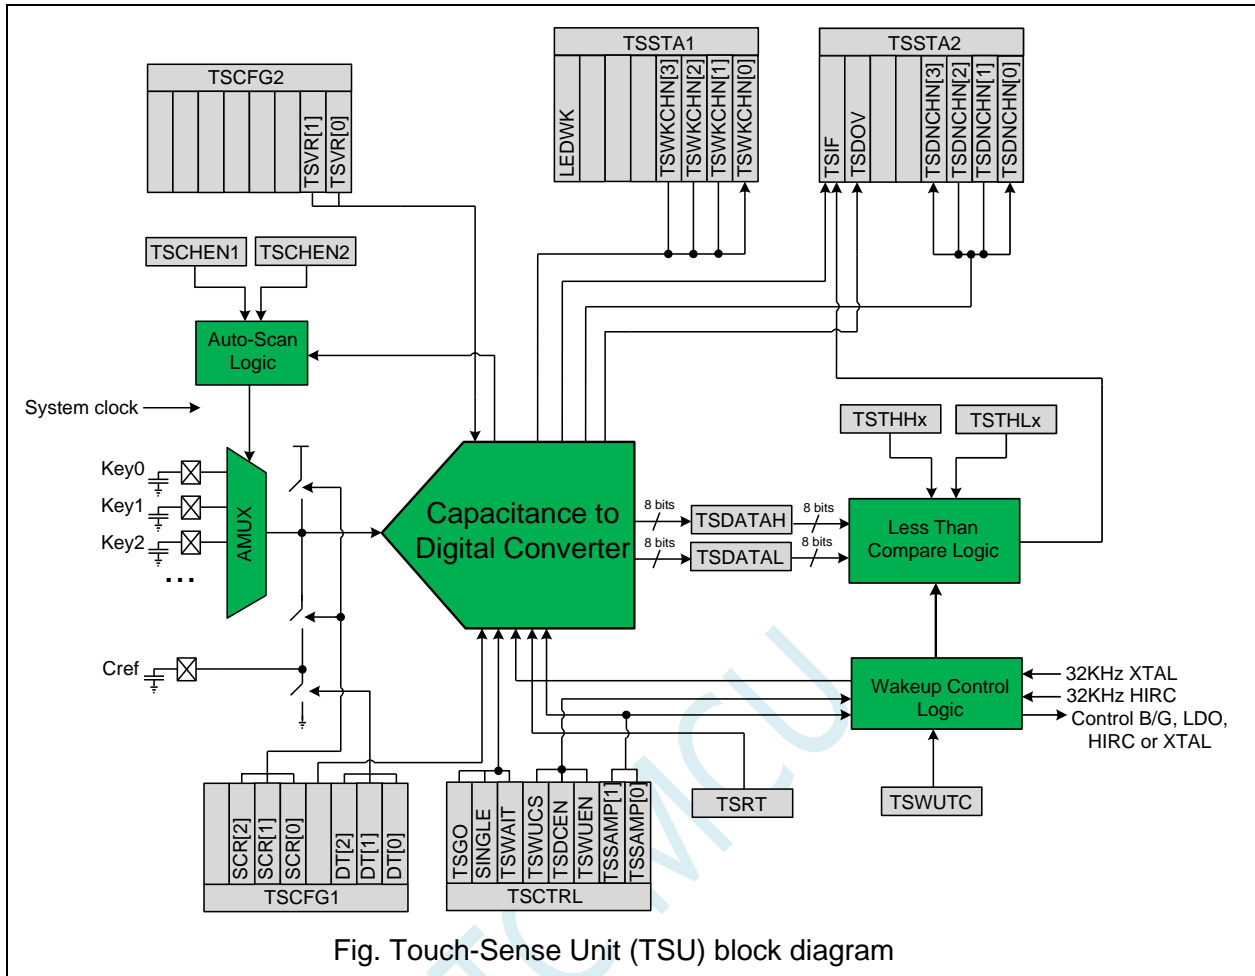 TSSTA1
LEDWK
TSWKCHN[3]
TSWKCHN[2]
TSWKCHN[1]
TSWKCHN[0]
TSSTA2
TSIF
TSDOV
TSDNCHN[3]
TSDNCHN[2]
TSDNCHN[1]
TSDNCHN[0]
TSCFG2
TSVR[1]
TSVR[0]
TSCHEN1
TSCHEN2
Auto-Scan
Logic
System clock
Key0
Key1
Key2
...
AMUX
Cref
Capacitance to
Digital Converter
8 bits
TSDATAH
8 bits
8 bits
TSDATAL
8 bits
TSTHHx
TSTHLx
Less Than
Compare Logic
Wakeup Control
Logic
32KHz XTAL
32KHz HIRC
Control B/G, LDO,
HIRC or XTAL
SCR[2]
SCR[1]
SCR[0]
DT[2]
DT[1]
DT[0]
TSCFG1
TSGO
SINGLE
TSWAIT
TSWUCS
TSDCEN
TSWUEN
TSSAMP[1]
TSSAMP[0]
TSCTRL
TSRT
TSWUTC
Fig. Touch-Sense Unit (TSU) block diagram